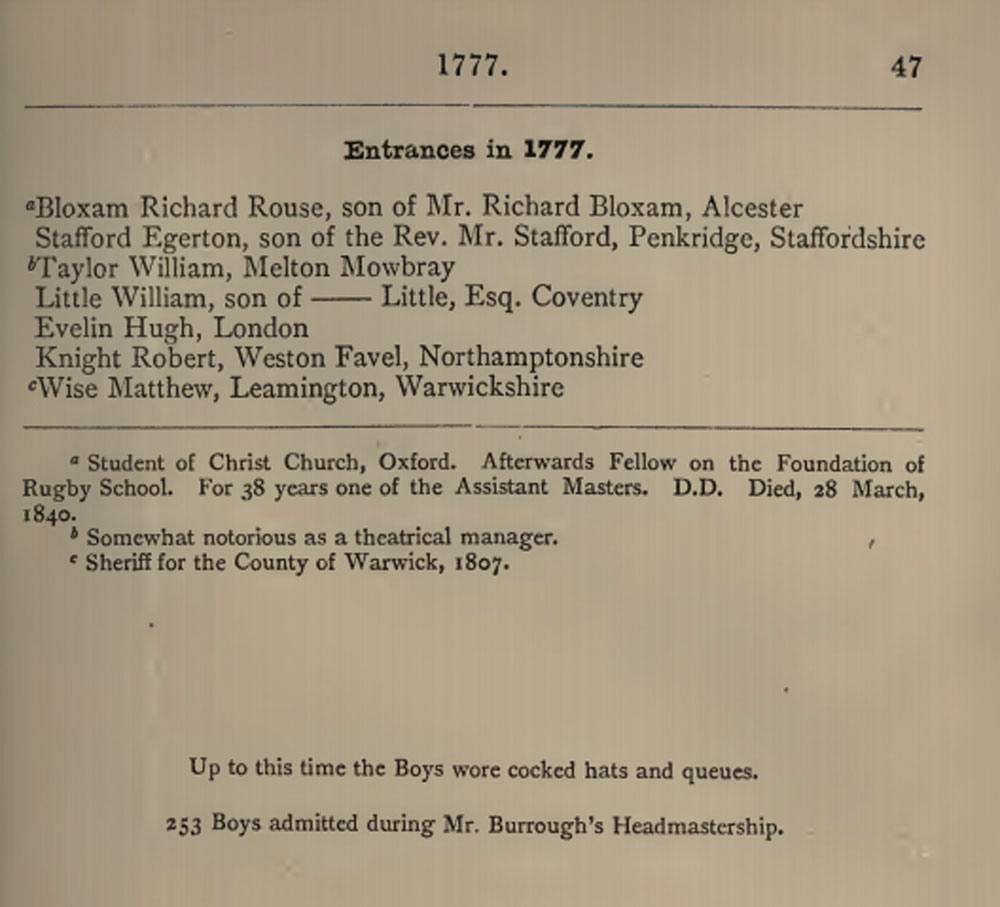 1777. 47
Entrances in 1777.
ᵃBloxam Richard Rouse, son of Mr. Richard Bloxam, Alcester
Stafford Egerton, son of the Rev. Mr. Stafford, Penkridge, Staffordshire
ᵇTaylor William, Melton Mowbray
Little William, son of —— Little, Esq. Coventry
Evelin Hugh, London
Knight Robert, Weston Favel, Northamptonshire
ᶜWise Matthew, Leamington, Warwickshire
ᵃ Student of Christ Church, Oxford. Afterwards Fellow on the Foundation of
Rugby School. For 38 years one of the Assistant Masters. D.D. Died, 28 March,
1840.
ᵇ Somewhat notorious as a theatrical manager.
ᶜ Sheriff for the County of Warwick, 1807.
Up to this time the Boys wore cocked hats and queues.
253 Boys admitted during Mr. Burrough's Headmastership.